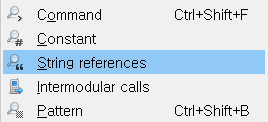 Command Ctrl+Shift+F
Constant
String references
Intermodular calls
Pattern Ctrl+Shift+B